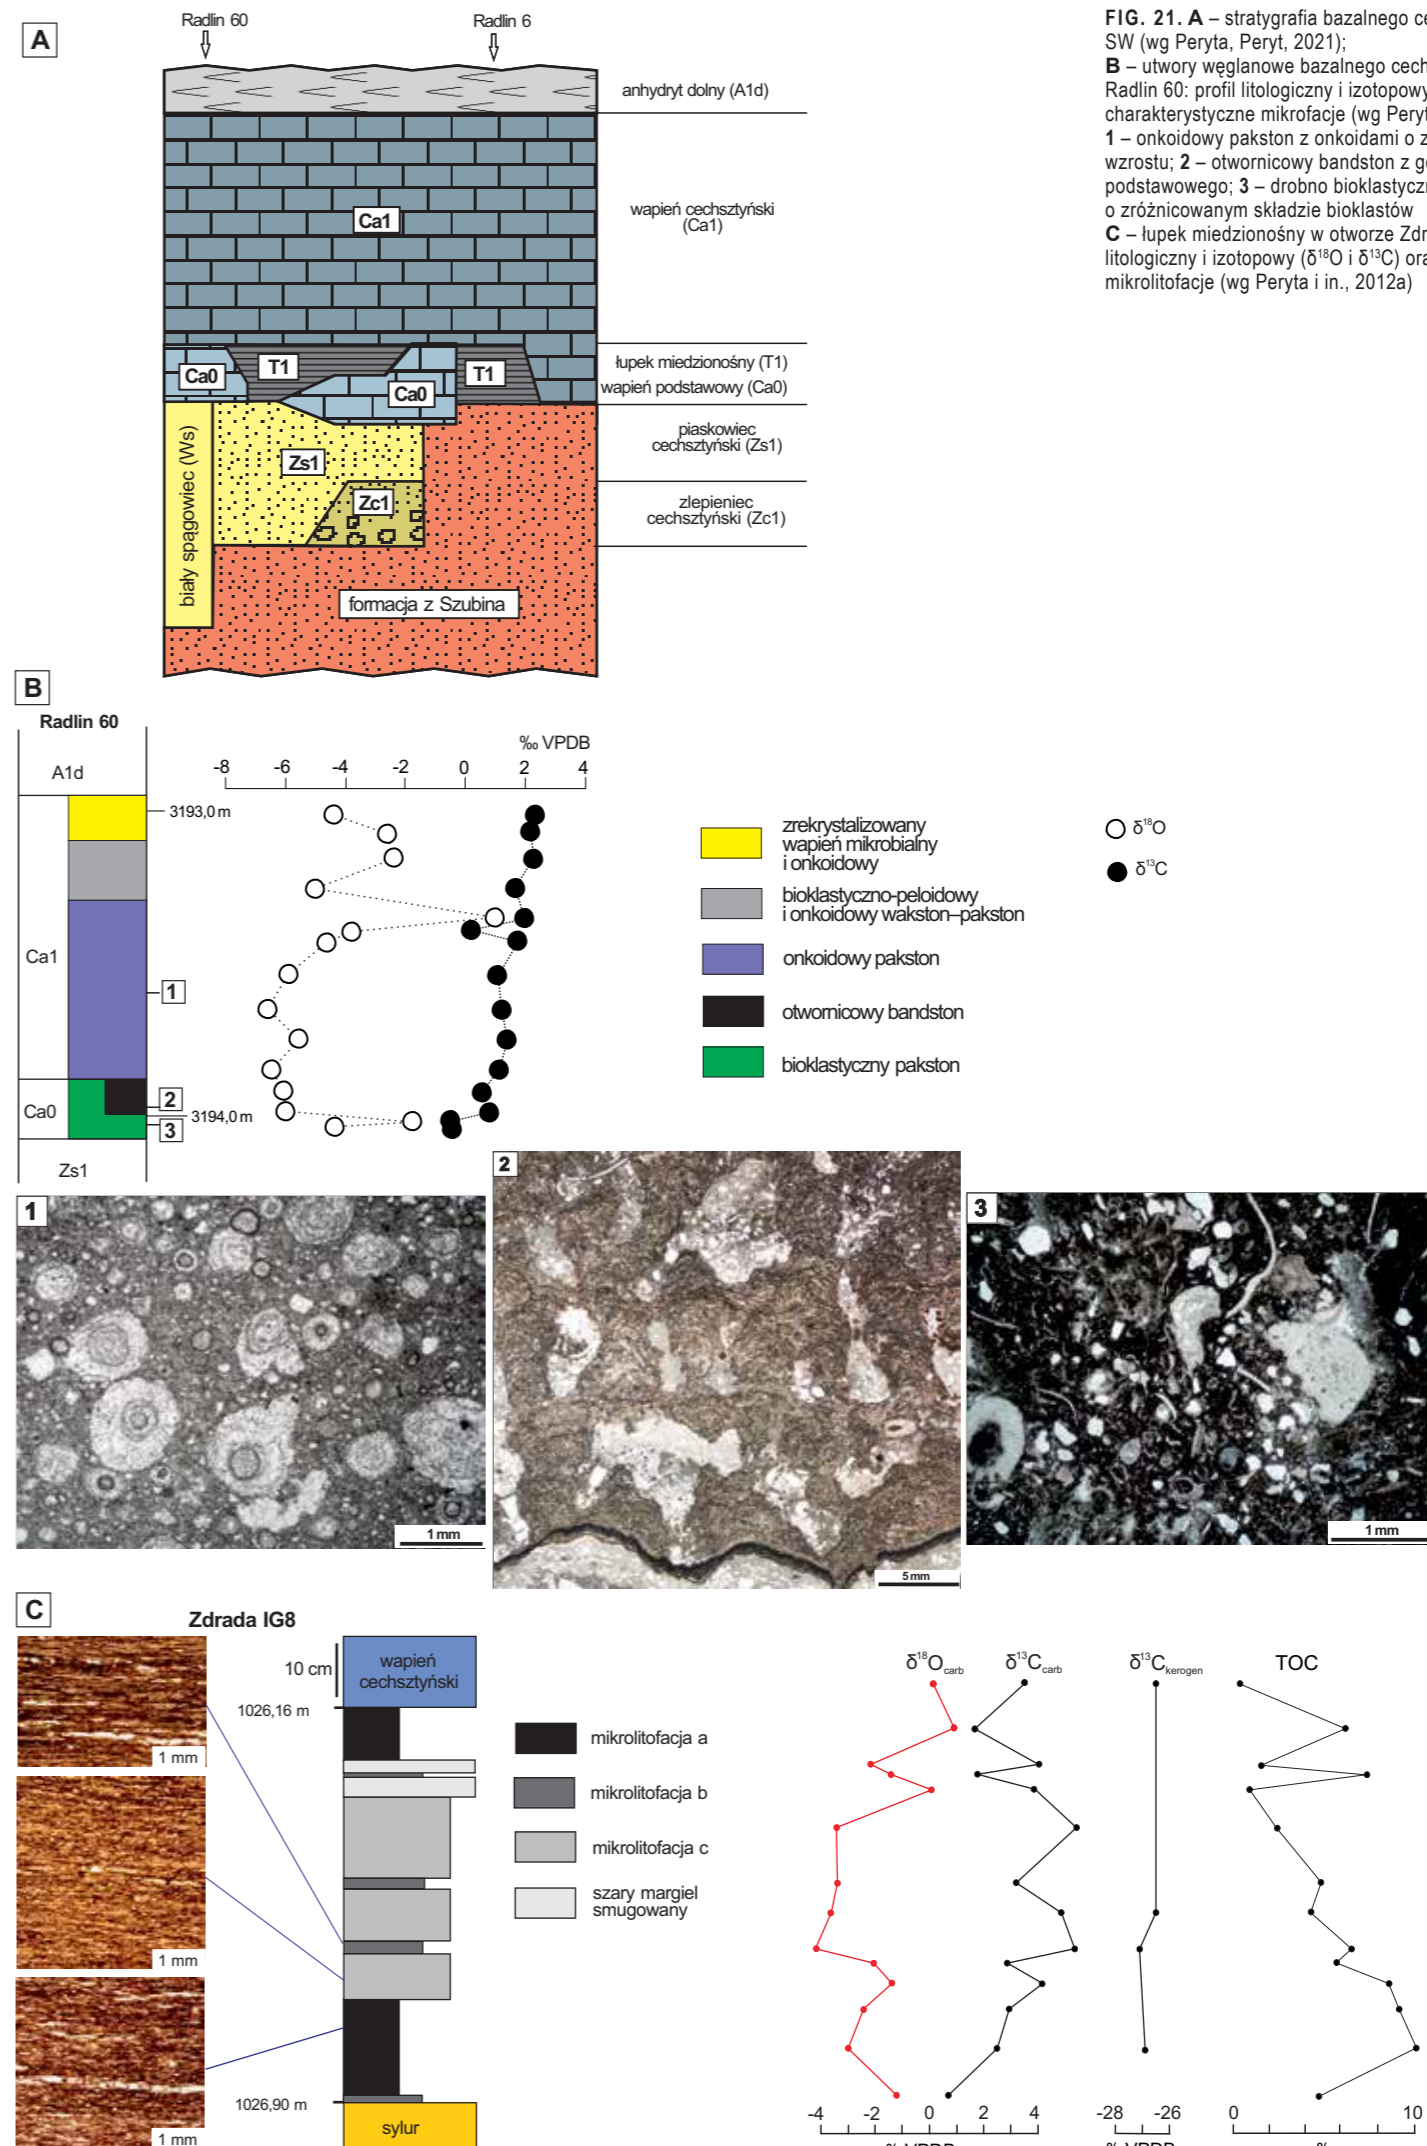 A
Radlin 60
Radlin 6
anhydryt dolny (A1d)
wapień cechsztyński
(Ca1)
Ca1
łupek miedzionośny (T1)
wapień podstawowy (Ca0)
Ca0
T1
Ca0
T1
piaskowiec
cechsztyński (Zs1)
Zs1
zlepieniec
cechsztyński (Zc1)
Zc1
biały spągowiec (Ws)
formacja z Szubina
FIG. 21. A – stratygrafia bazalnego
SW (wg Peryta, Peryt, 2021);
B – utwory węglanowe bazalnego
Radlin 60: profil litologiczny i izotopowy
charakterystyczne mikrofacje (wg
1 – onkoidowy pakston z onkoidami o
wzrostu; 2 – otwornicowy bandston z
podstawowego; 3 – drobno
o zróżnicowanym składzie bioklastów
C – łupek miedzionośny w otworze
litologiczny i izotopowy (δ¹⁸O i δ¹³C)
mikrolitofacje (wg Peryta i in., 2012a)
B
Radlin 60
A1d
Ca1
Ca0
Zs1
3193,0 m
1
2
3194,0 m
3
‰ VPDB
-8 -6 -4 -2 0 2 4
zrekrystalizowany
wapień mikrobialny
i onkoidowy
bioklastyczno-peloidowy
i onkoidowy wakston–pakston
onkoidowy pakston
otwornicowy bandston
bioklastyczny pakston
δ¹⁸O
δ¹³C
1
1 mm
2
5 mm
3
1 mm
C
Zdrada IG8
1 mm
1 mm
1 mm
10 cm
wapień
cechsztyński
1026,16 m
1026,90 m
sylur
mikrolitofacja a
mikrolitofacja b
mikrolitofacja c
szary margiel
smugowany
δ¹⁸Ocarb
δ¹³Ccarb
δ¹³Ckerogen
TOC
-4 -2 0 2 4
-28 -26
0 10